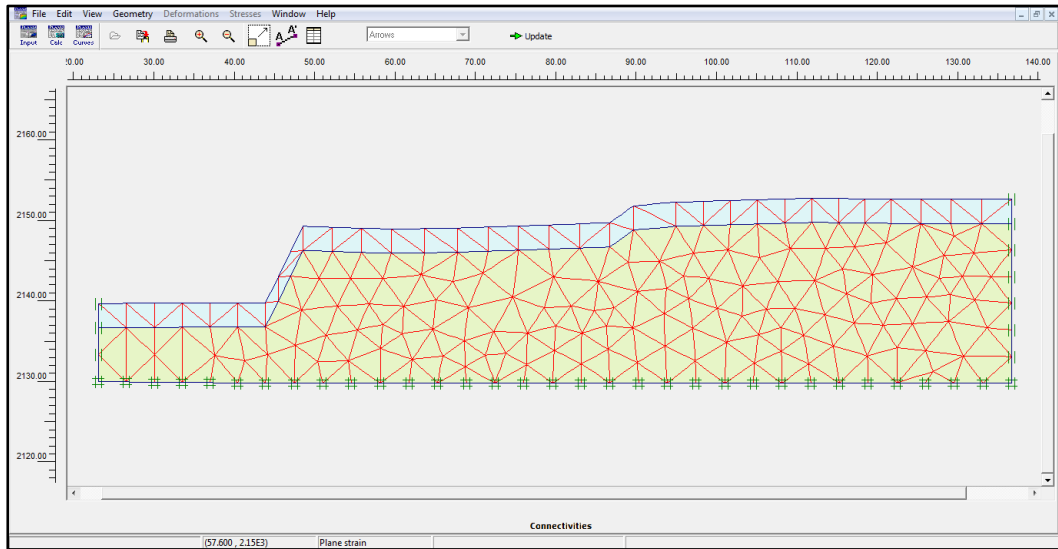 File Edit View Geometry Deformations Stresses Window Help
Input Calc Curves A A' Arrows Update
20.00 30.00 40.00 50.00 60.00 70.00 80.00 90.00 100.00 110.00 120.00 130.00 140.00
2160.00
2150.00
2140.00
2130.00
2120.00
Connectivities
(57.600 , 2.15E3) Plane strain